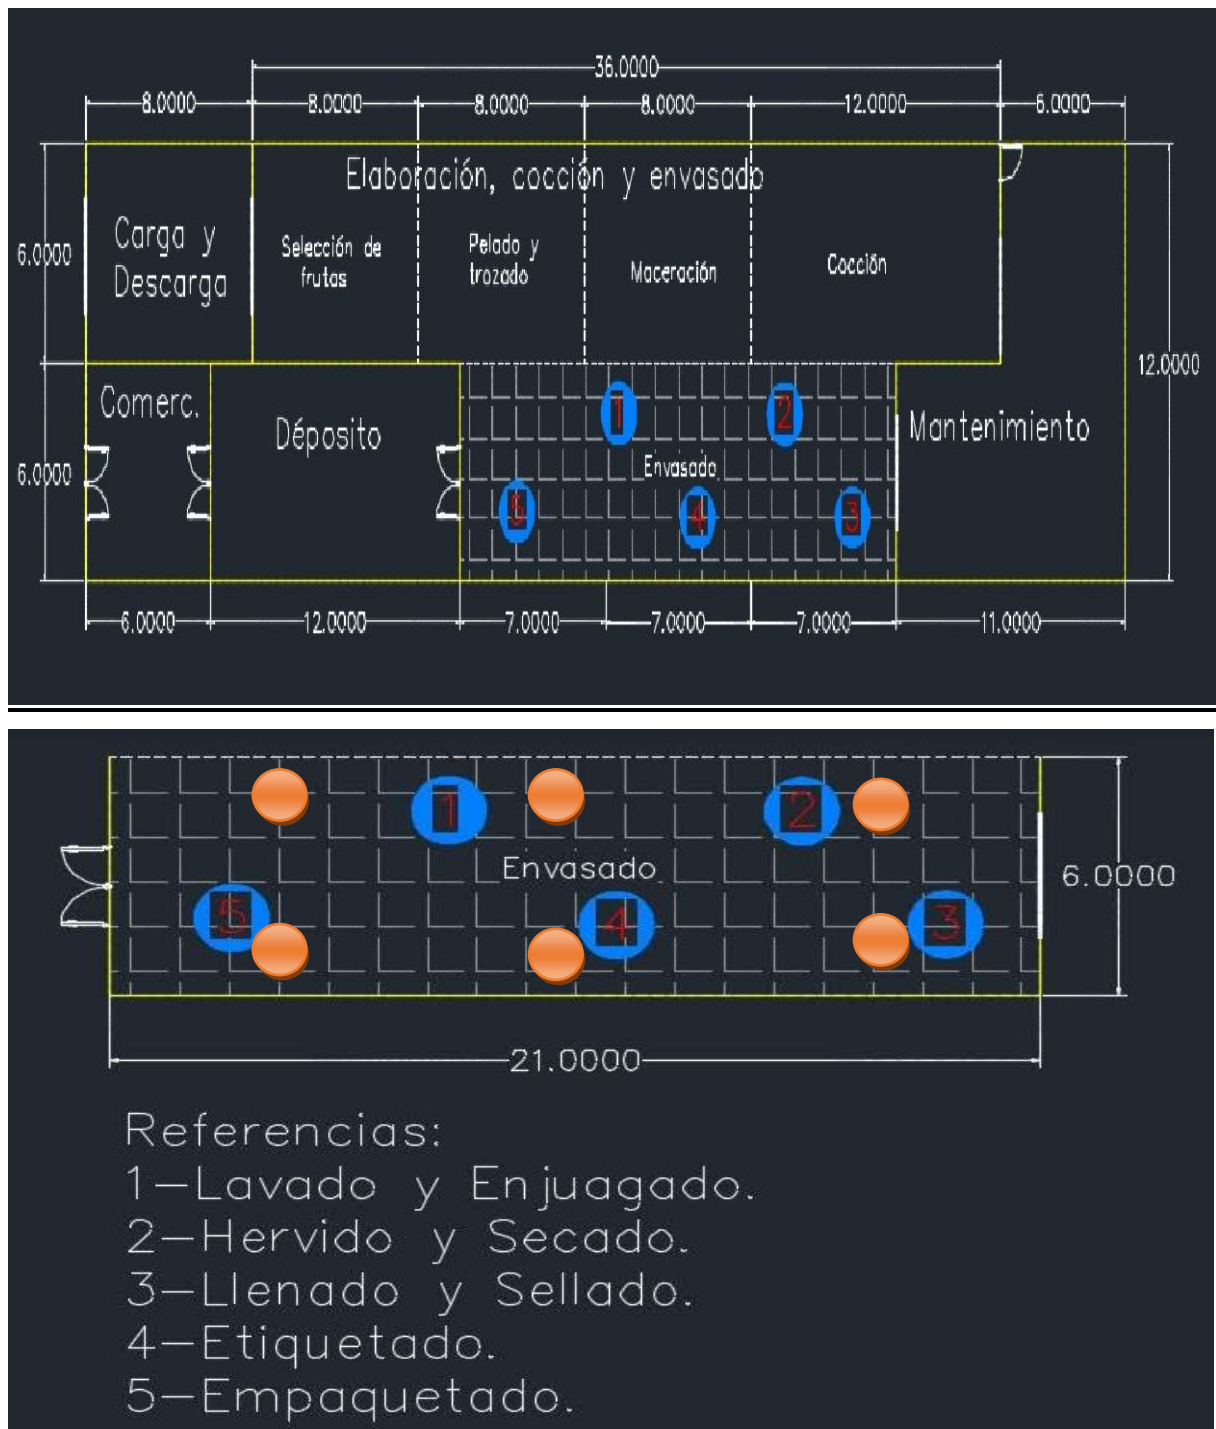 36.0000
8.0000 8.0000 8.0000 8.0000 12.0000 6.0000
Elaboración, cocción y envasado
Carga y
Descarga
Selección de
frutas
Pelado y
trozado
Maceración
Cocción
6.0000
12.0000
Comerc.
Déposito
1 2
Envasado
Mantenimiento
6.0000
5 4 3
6.0000 12.0000 7.0000 7.0000 7.0000 11.0000
1 2
Envasado
6.0000
5 4 3
21.0000
Referencias:
1-Lavado y Enjuagado.
2-Hervido y Secado.
3-Llenado y Sellado.
4-Etiquetado.
5-Empaquetado.